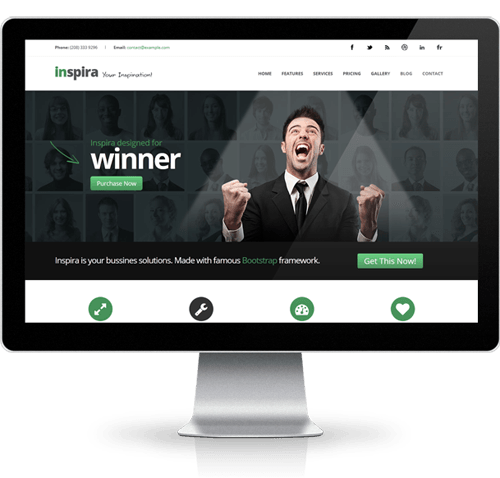 Phone: (208) 333 9296 | Email: contact@example.com
inspira Your Inspiration!
HOME FEATURES SERVICES PRICING GALLERY BLOG CONTACT
Inspira designed for
winner
Purchase Now
Inspira is your bussines solutions. Made with famous Bootstrap framework.
Get This Now!